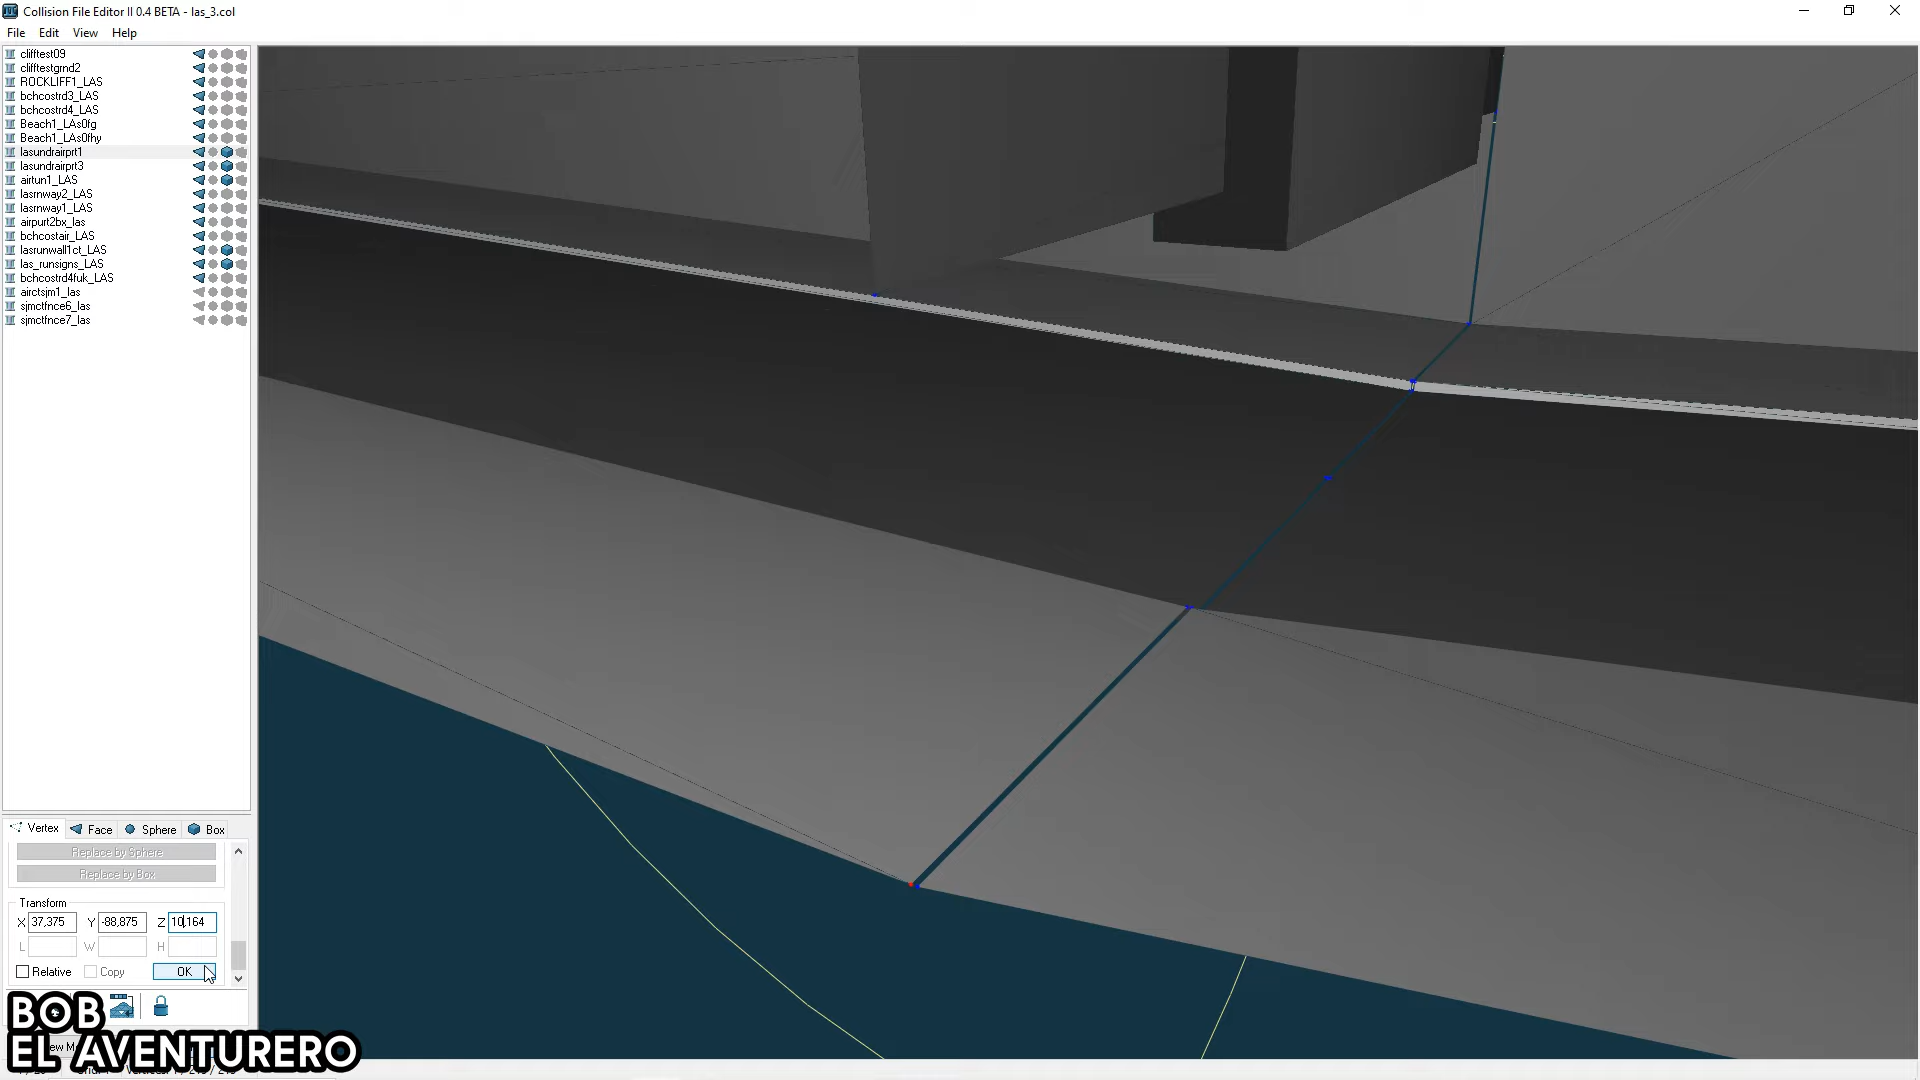 Collision File Editor II 0.4 BETA - las_3.col
File Edit View Help
clifftest09
clifftestgrnd2
ROCKLIFF1_LAS
bchcostrd3_LAS
bchcostrd4_LAS
Beach1_LAs0fg
Beach1_LAs0fhy
lasundrairprt1
lasundrairprt3
airtun1_LAS
lasrnway2_LAS
lasrnway1_LAS
airpurt2bx_las
bchcostair_LAS
lasrunwall1ct_LAS
las_runsigns_LAS
bchcostrd4fuk_LAS
airctsjm1_las
sjmctfnce6_las
sjmctfnce7_las
Vertex Face Sphere Box
Replace by Sphere
Replace by Box
Transform
X 37,375 Y -88,875 Z 10,164
L W H
Relative Copy OK
BOB
EL AVENTURERO